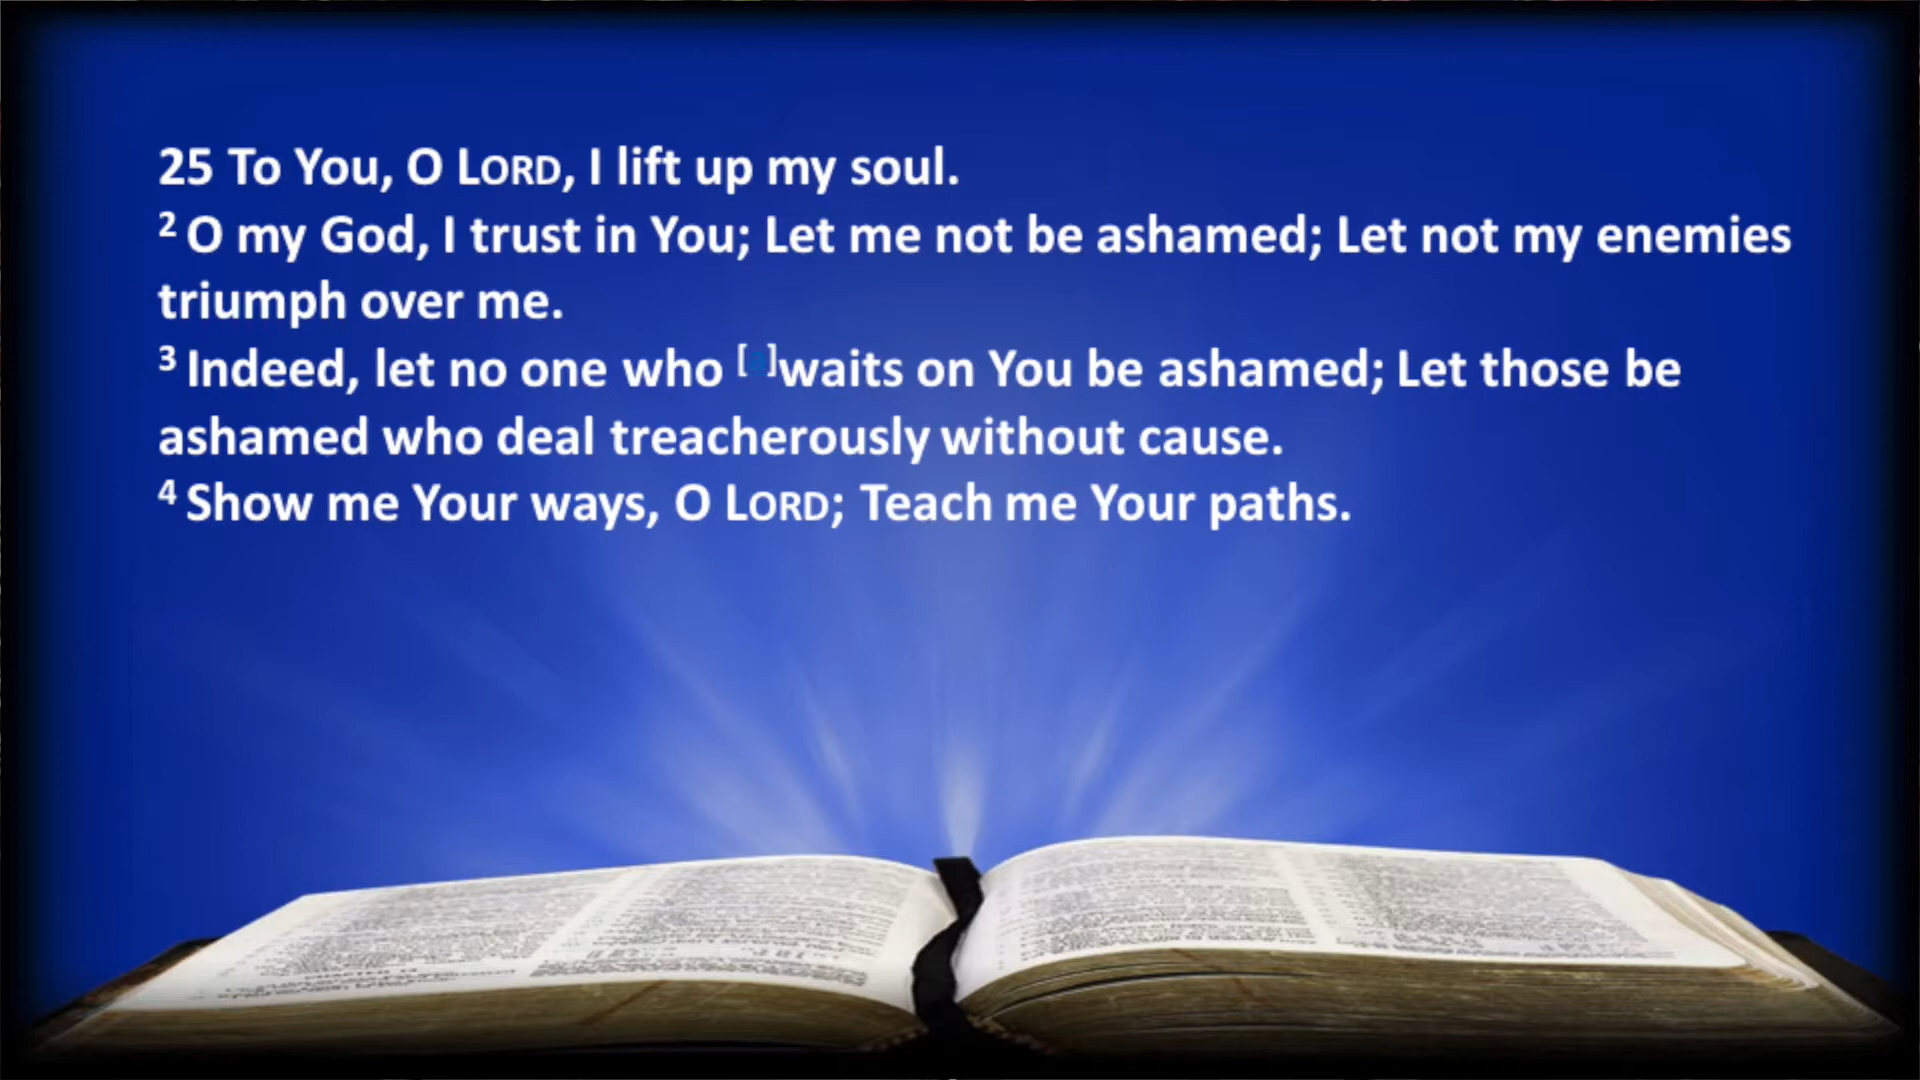 25 To You, O LORD, I lift up my soul.
2 O my God, I trust in You; Let me not be ashamed; Let not my enemies
triumph over me.
3 Indeed, let no one who [ ]waits on You be ashamed; Let those be
ashamed who deal treacherously without cause.
4 Show me Your ways, O LORD; Teach me Your paths.